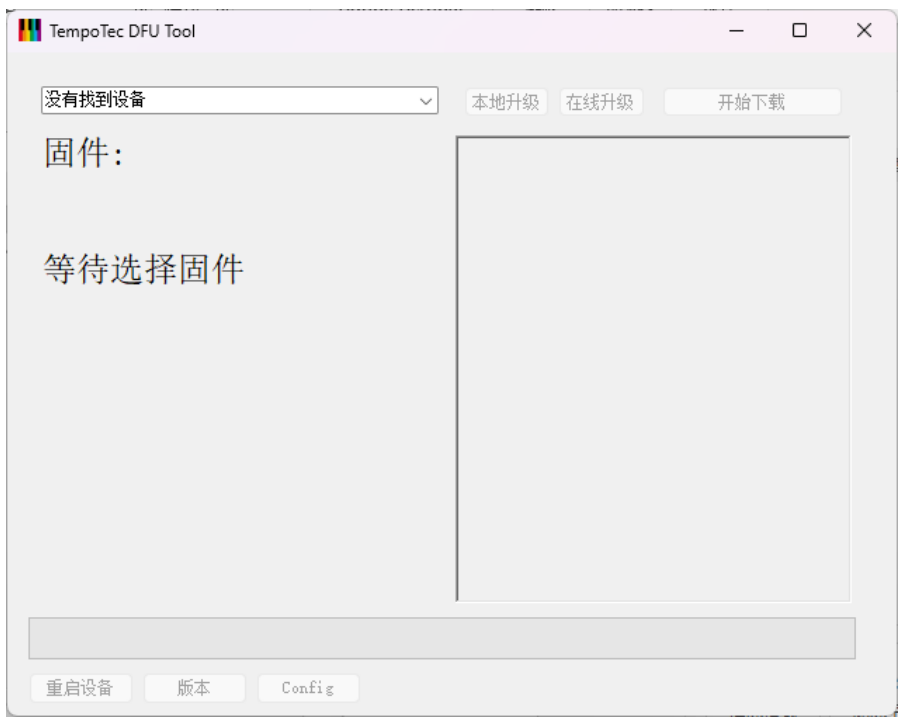 TempoTec DFU Tool
没有找到设备
本地升级 在线升级 开始下载
固件:
等待选择固件
重启设备 版本 Config